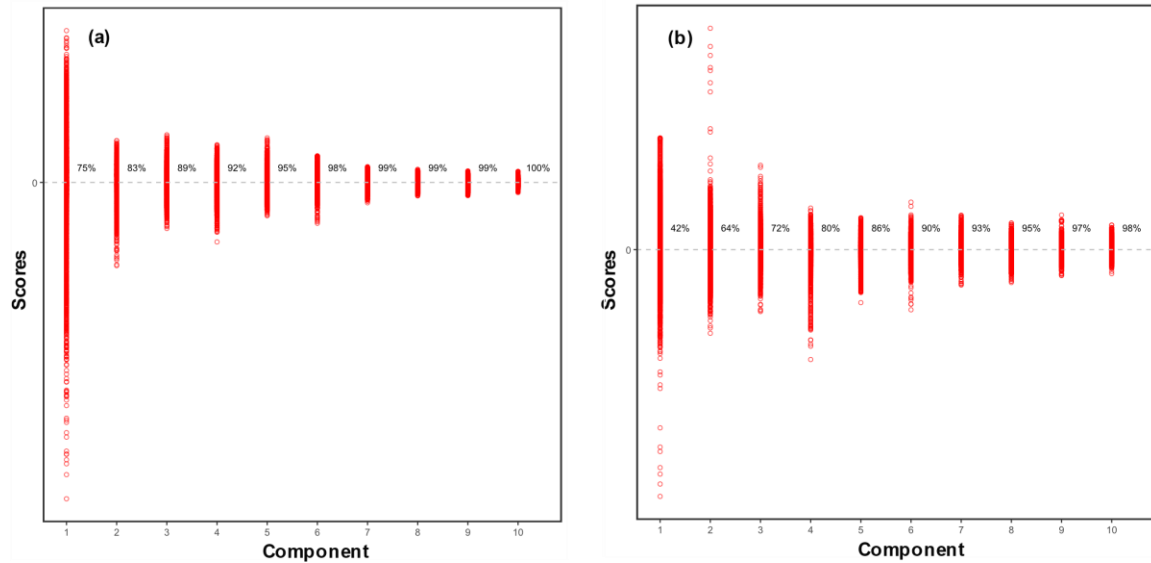 (a)
75% 83% 89% 92% 95% 98% 99% 99% 99% 100%
0
Scores
1 2 3 4 5 6 7 8 9 10
Component
(b)
42% 64% 72% 80% 86% 90% 93% 95% 97% 98%
0
Scores
1 2 3 4 5 6 7 8 9 10
Component